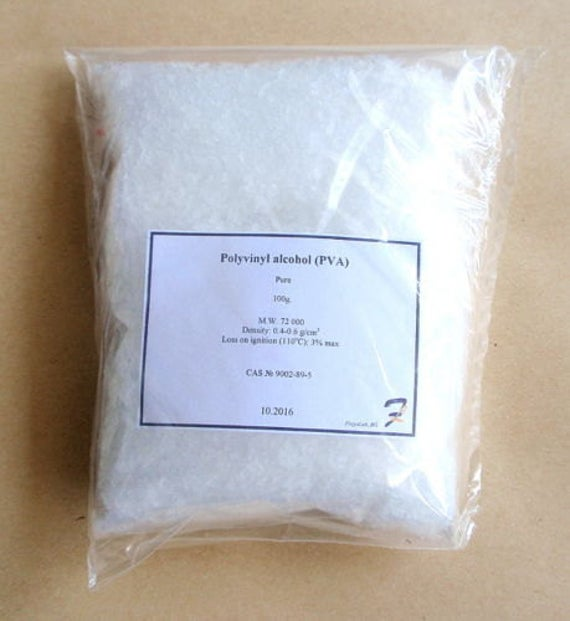 Polyvinyl alcohol (PVA)
Pure
100g.
M.W. 72 000
Density: 0.4-0.6 g/cm³
Loss on ignition (110°C): 3% max
CAS № 9002-89-5
10.2016